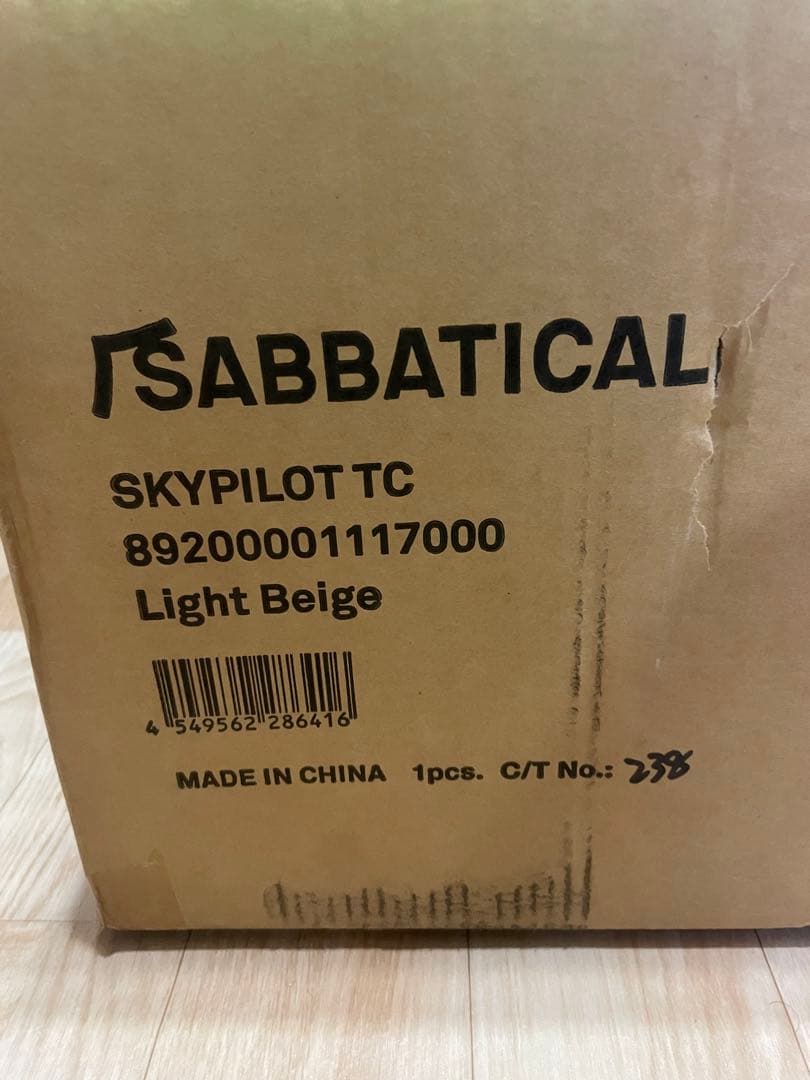 SABBATICAL
SKYPILOT TC
89200001117000
Light Beige
4 549562 286416
MADE IN CHINA 1pcs. C/T No.: 238